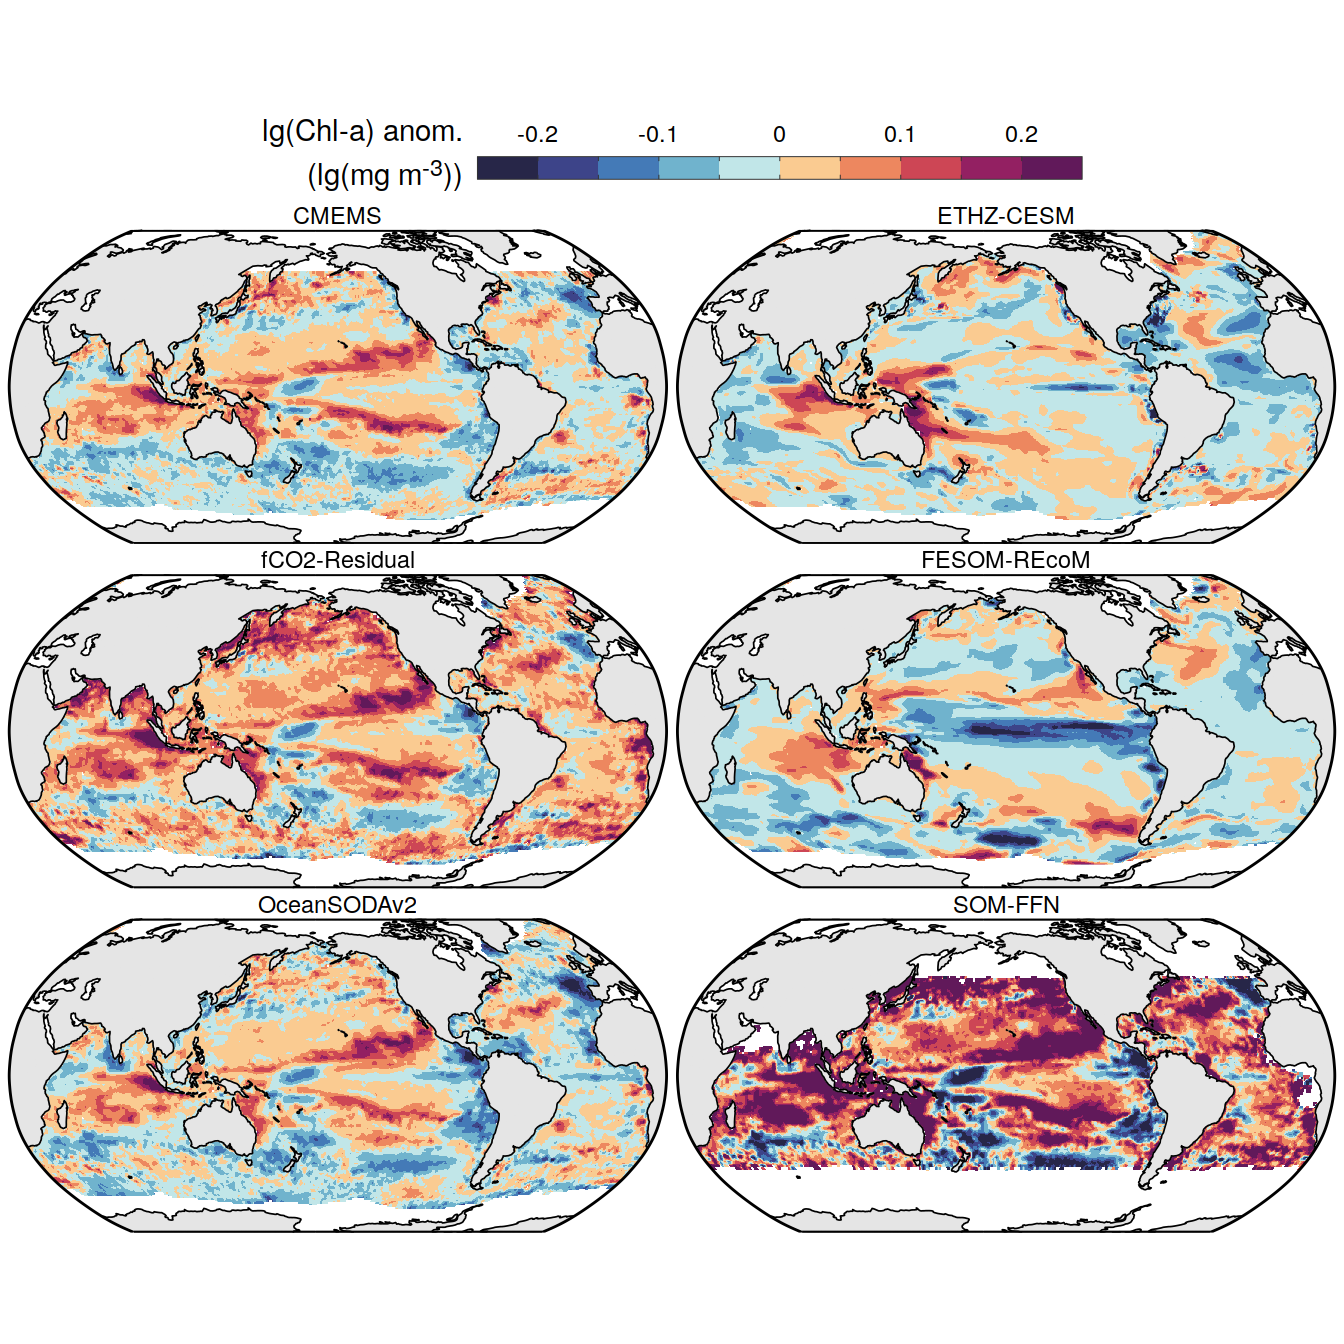 lg(Chl-a) anom.
(lg(mg m-3))
-0.2 -0.1 0 0.1 0.2
CMEMS ETHZ-CESM
fCO2-Residual FESOM-REcoM
OceanSODAv2 SOM-FFN